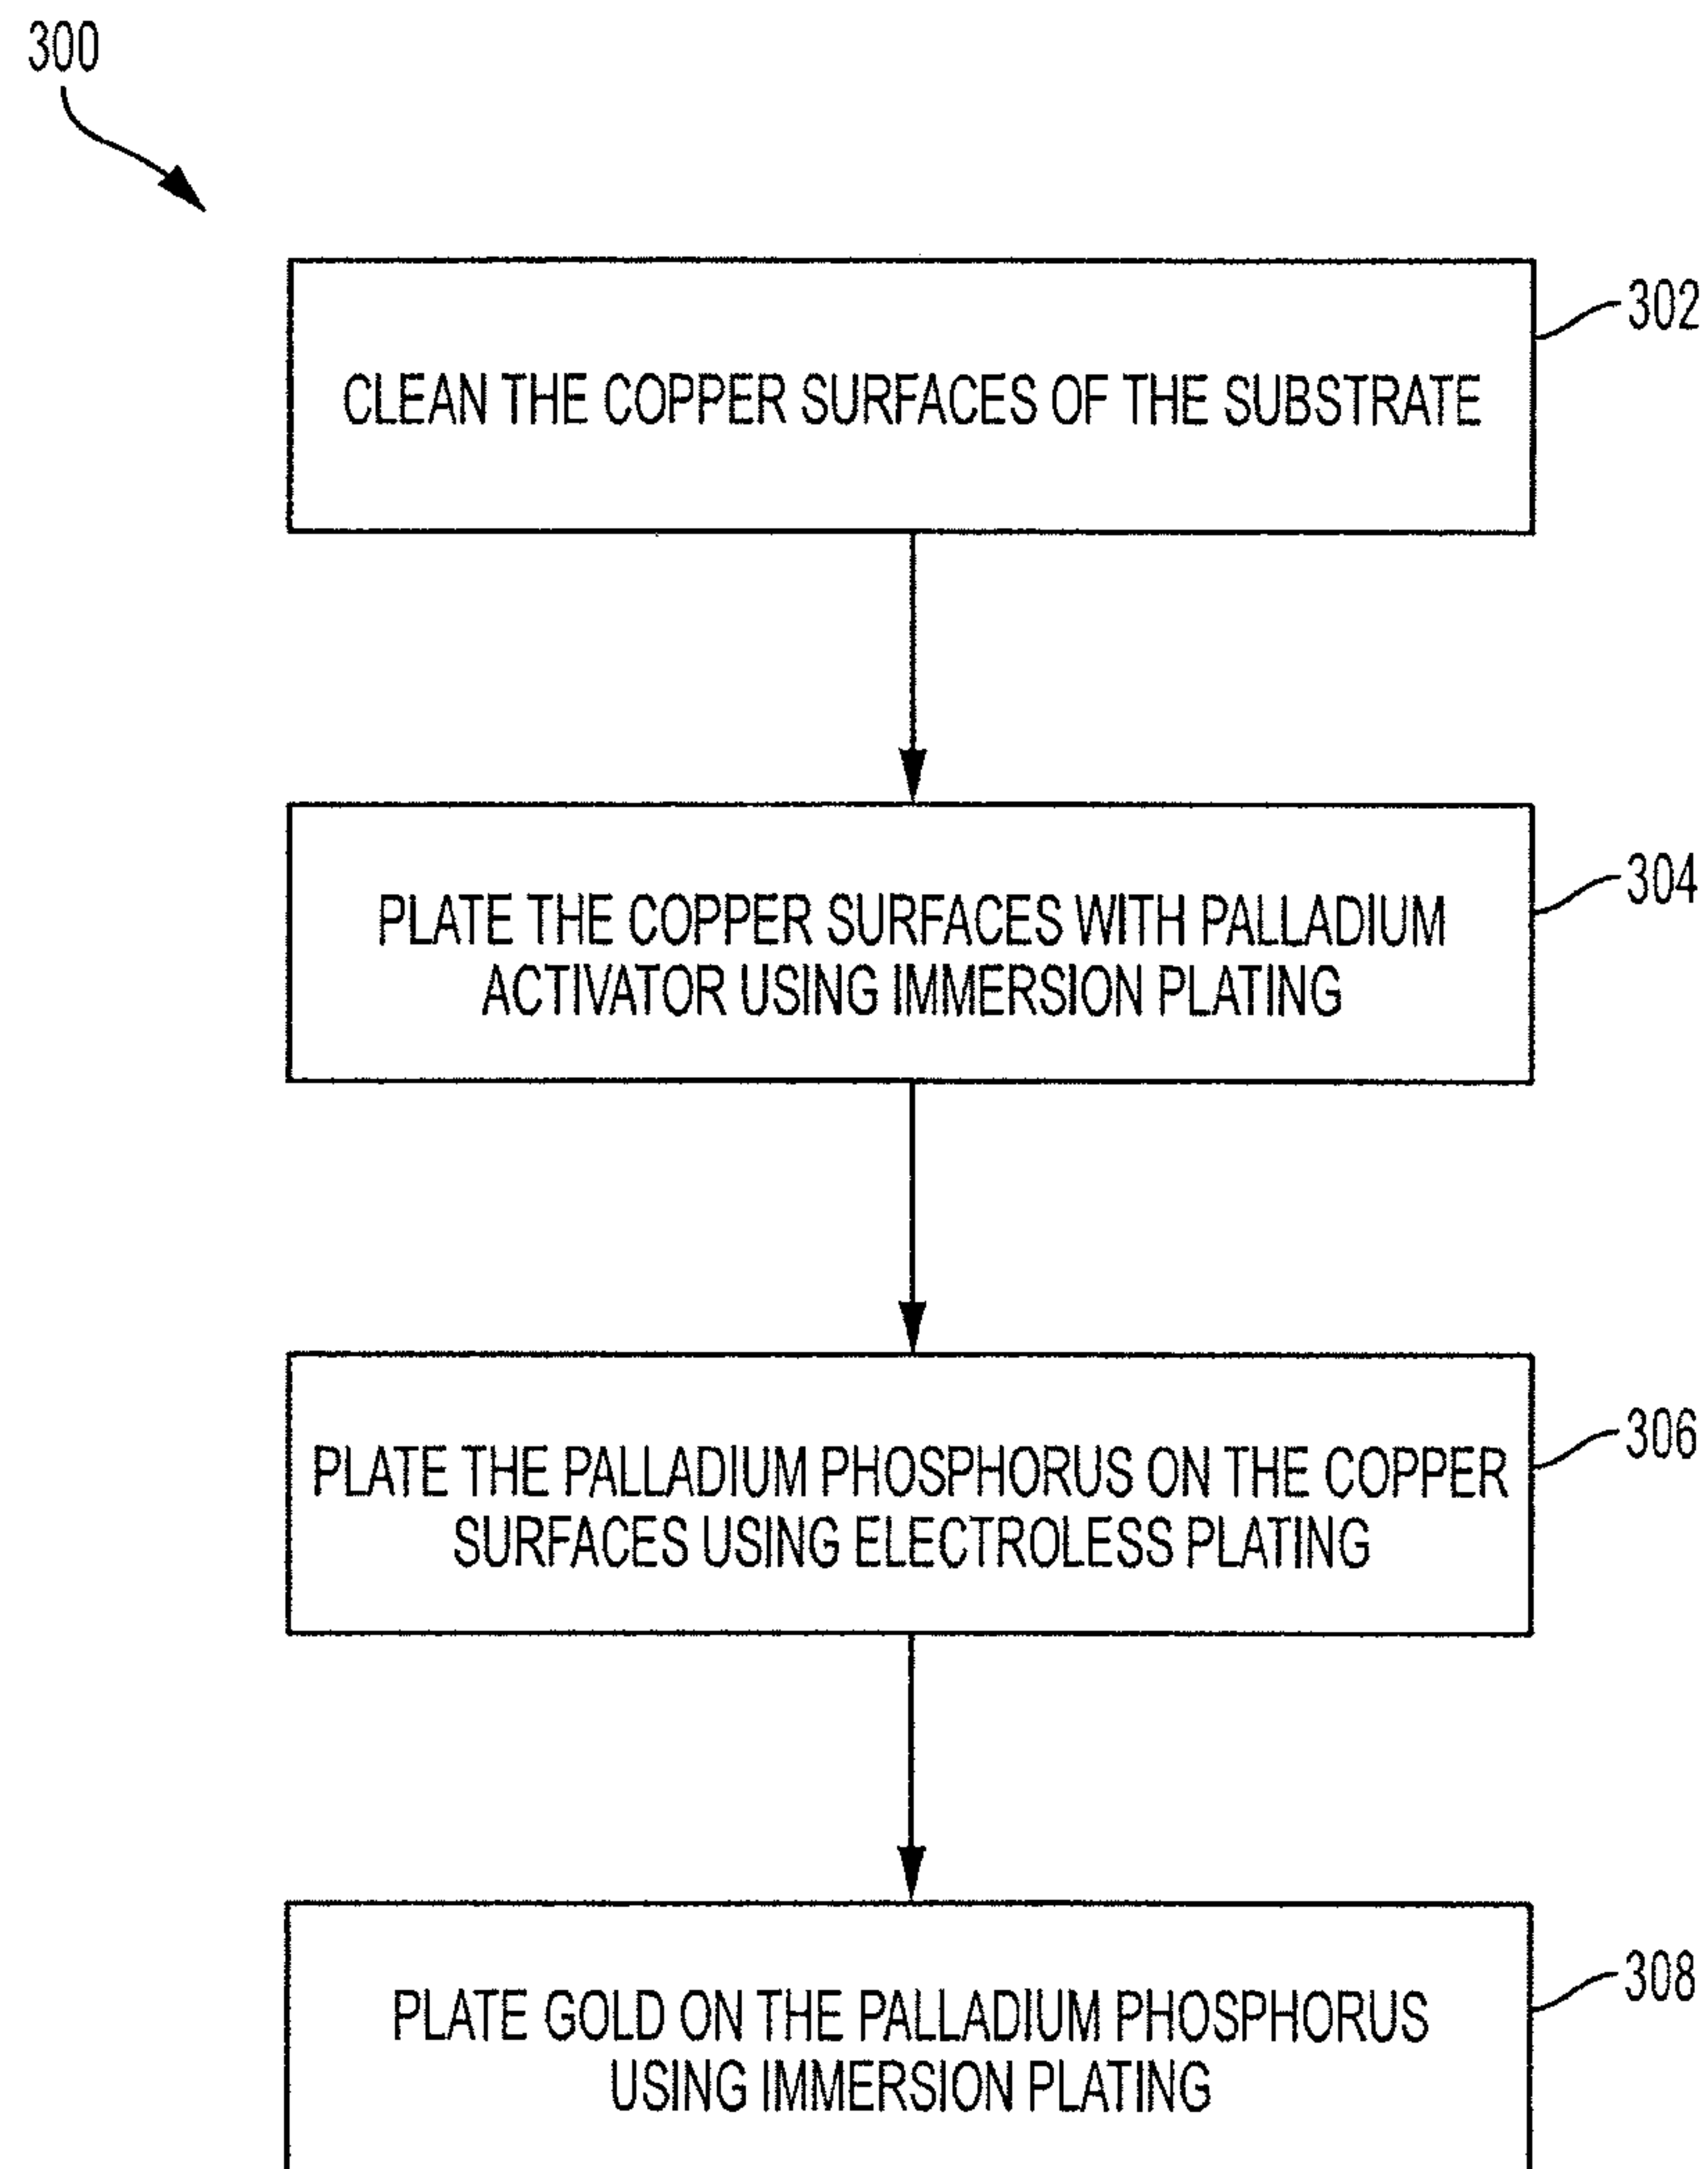 300
302
CLEAN THE COPPER SURFACES OF THE SUBSTRATE
304
PLATE THE COPPER SURFACES WITH PALLADIUM
ACTIVATOR USING IMMERSION PLATING
306
PLATE THE PALLADIUM PHOSPHORUS ON THE COPPER
SURFACES USING ELECTROLESS PLATING
308
PLATE GOLD ON THE PALLADIUM PHOSPHORUS
USING IMMERSION PLATING